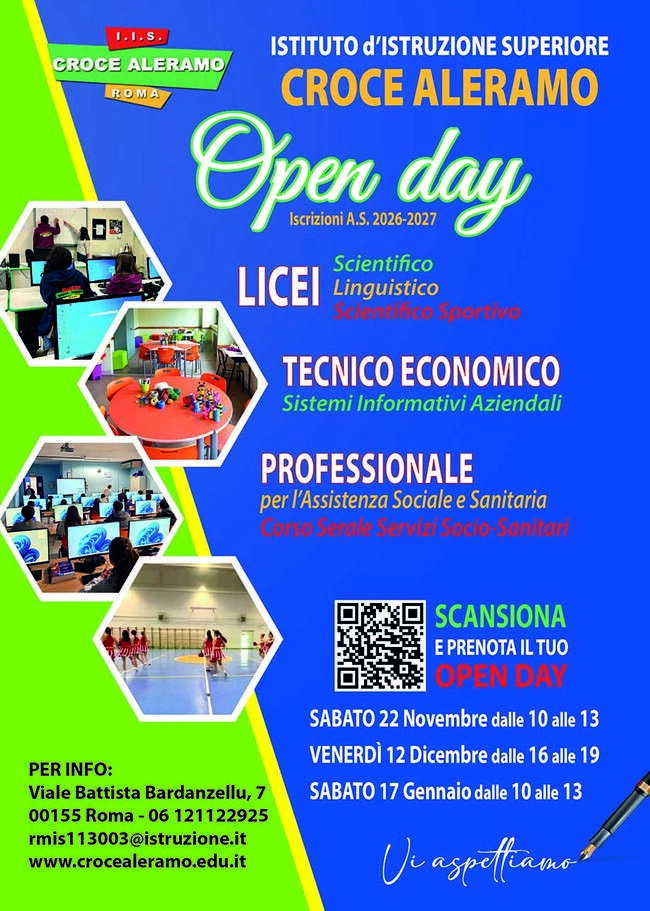 I.I.S.
CROCE ALERAMO
ROMA
ISTITUTO d'ISTRUZIONE SUPERIORE
CROCE ALERAMO
Open day
Iscrizioni A.S. 2026-2027
LICEI
Scientifico
Linguistico
Scientifico Sportivo
TECNICO ECONOMICO
Sistemi Informativi Aziendali
PROFESSIONALE
per l'Assistenza Sociale e Sanitaria
Corso Serale Servizi Socio-Sanitari
SCANSIONA
E PRENOTA IL TUO
OPEN DAY
SABATO 22 Novembre dalle 10 alle 13
VENERDÌ 12 Dicembre dalle 16 alle 19
SABATO 17 Gennaio dalle 10 alle 13
PER INFO:
Viale Battista Bardanzellu, 7
00155 Roma - 06 121122925
rmis113003@istruzione.it
www.crocealeramo.edu.it
Vi aspettiamo